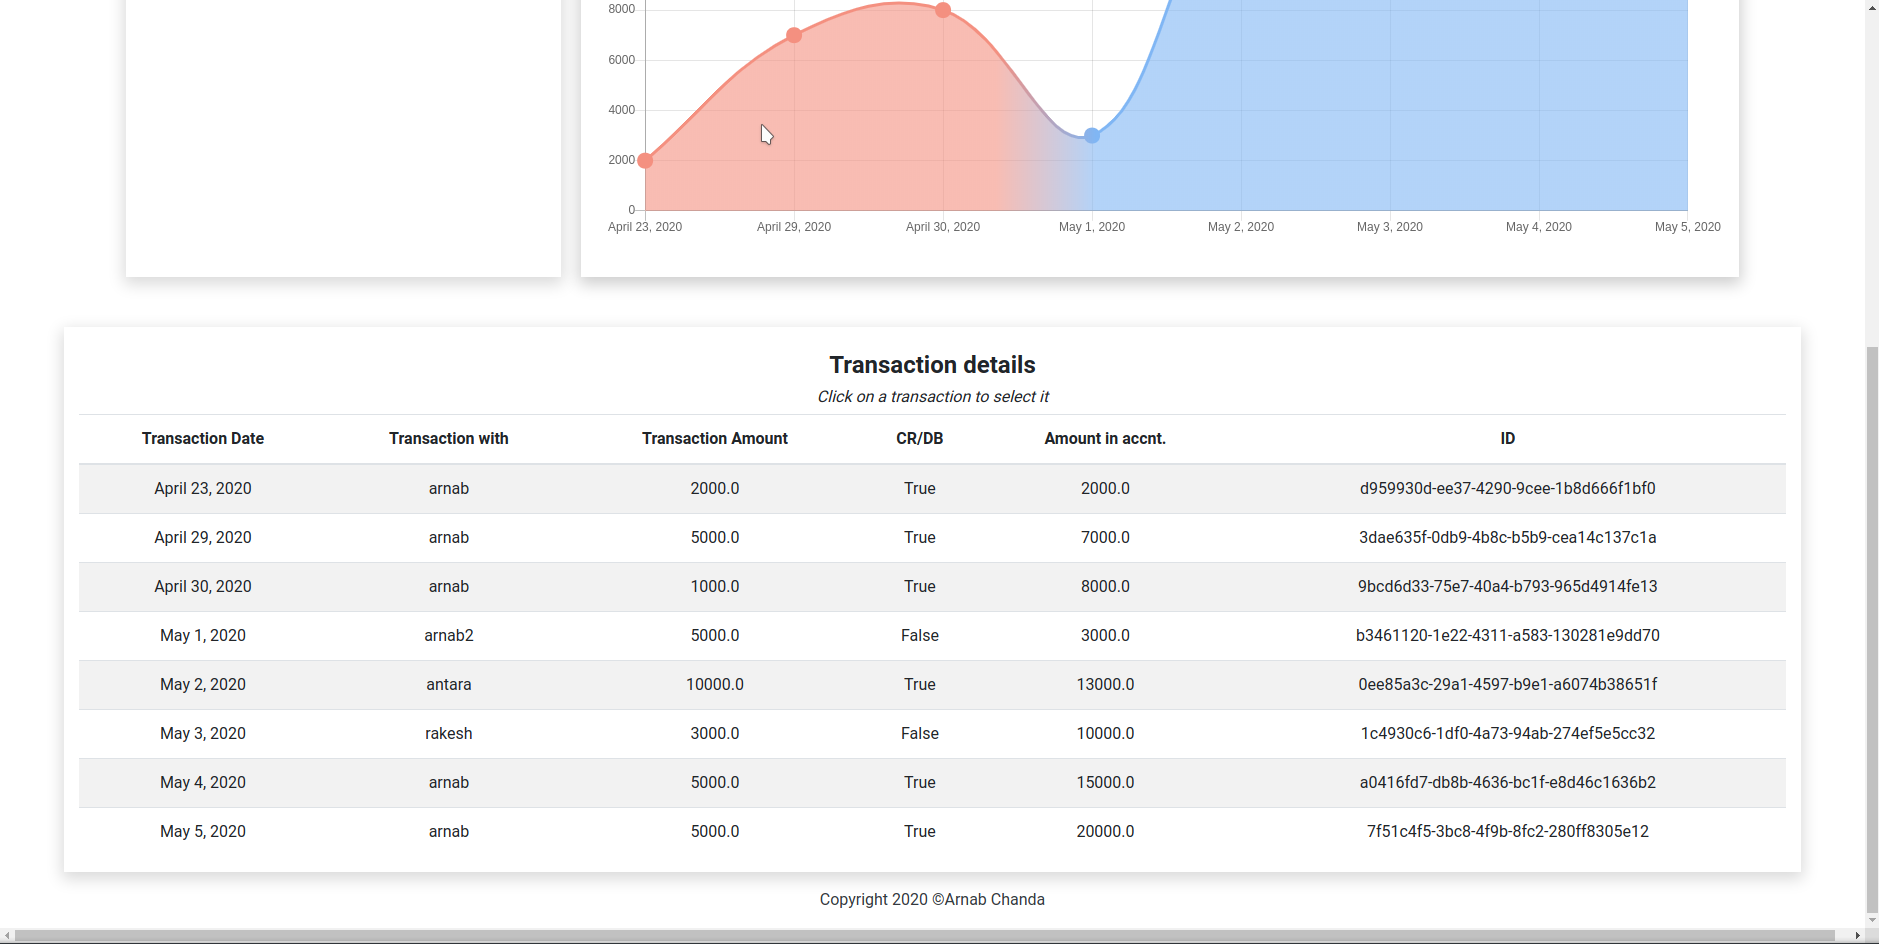 8000
6000
4000
2000
0
April 23, 2020 April 29, 2020 April 30, 2020 May 1, 2020 May 2, 2020 May 3, 2020 May 4, 2020 May 5, 2020
Transaction details
Click on a transaction to select it
Transaction Date Transaction with Transaction Amount CR/DB Amount in accnt. ID
April 23, 2020 arnab 2000.0 True 2000.0 d959930d-ee37-4290-9cee-1b8d666f1bf0
April 29, 2020 arnab 5000.0 True 7000.0 3dae635f-0db9-4b8c-b5b9-cea14c137c1a
April 30, 2020 arnab 1000.0 True 8000.0 9bcd6d33-75e7-40a4-b793-965d4914fe13
May 1, 2020 arnab2 5000.0 False 3000.0 b3461120-1e22-4311-a583-130281e9dd70
May 2, 2020 antara 10000.0 True 13000.0 0ee85a3c-29a1-4597-b9e1-a6074b38651f
May 3, 2020 rakesh 3000.0 False 10000.0 1c4930c6-1df0-4a73-94ab-274ef5e5cc32
May 4, 2020 arnab 5000.0 True 15000.0 a0416fd7-db8b-4636-bc1f-e8d46c1636b2
May 5, 2020 arnab 5000.0 True 20000.0 7f51c4f5-3bc8-4f9b-8fc2-280ff8305e12
Copyright 2020 ©Arnab Chanda